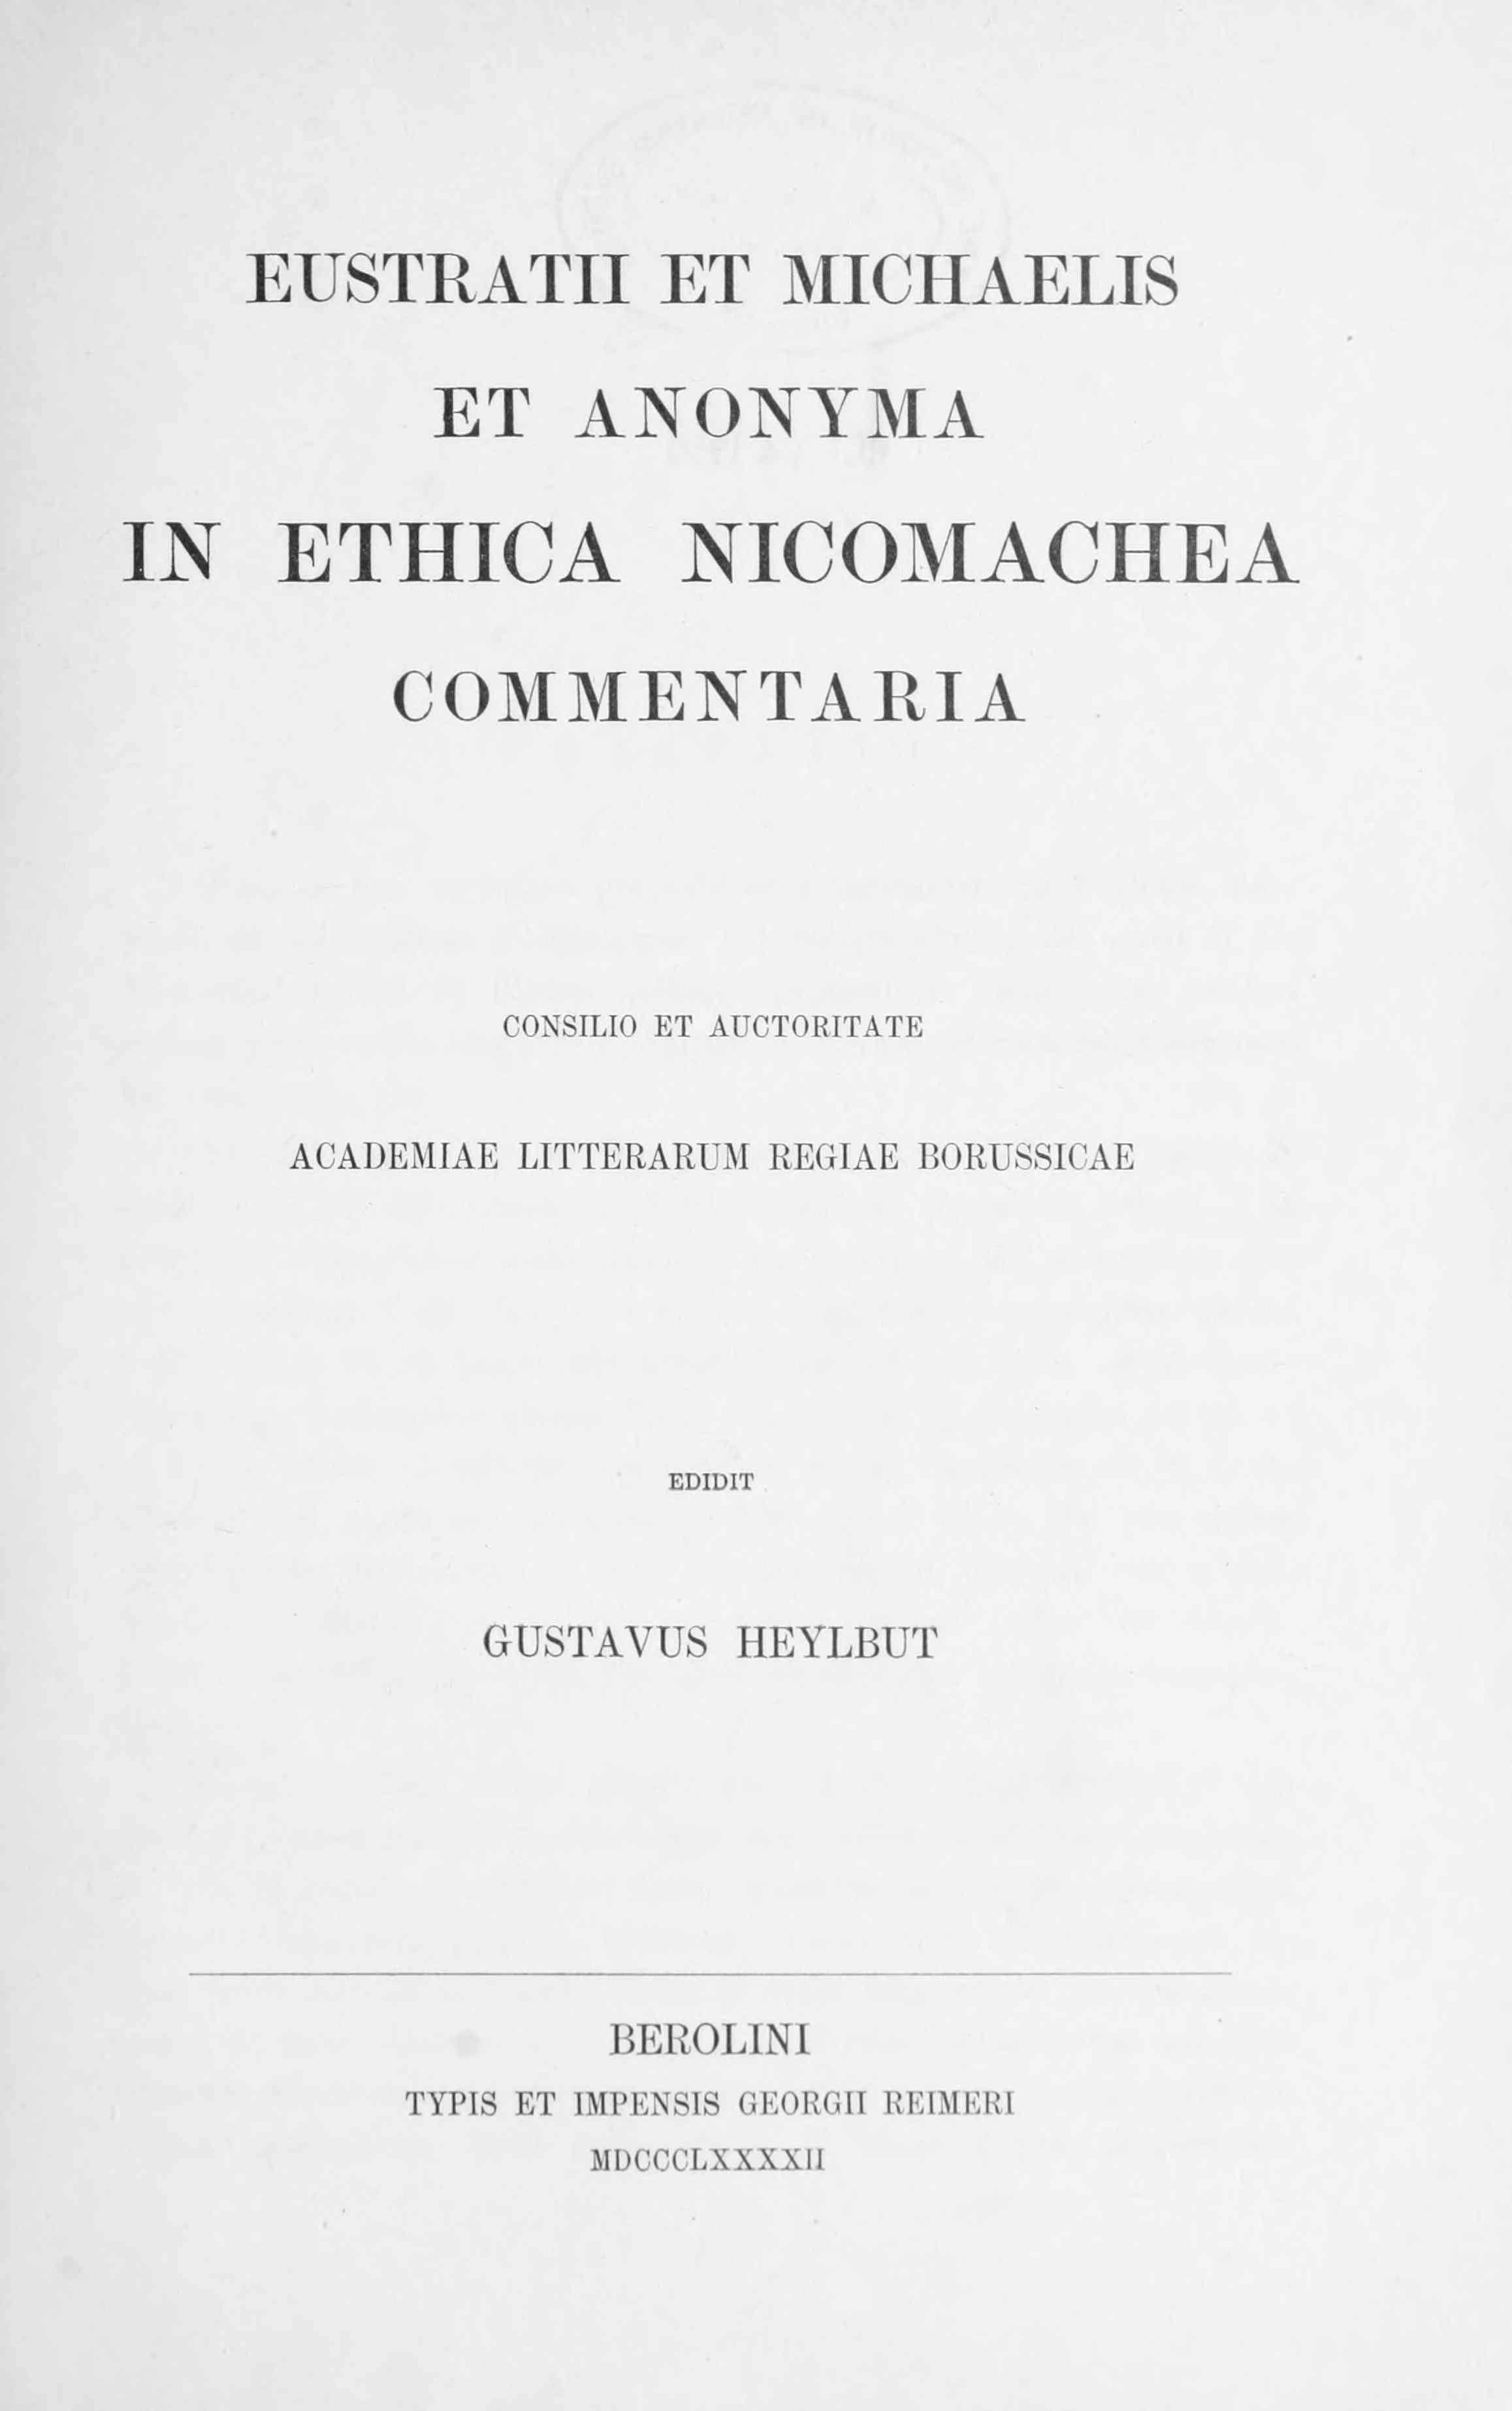 EUSTRATII ET MICHAELIS
ET ANONYMA
IN ETHICA NICOMACHEA
COMMENTARIA
CONSILIO ET AUCTORITATE
ACADEMIAE LITTERARUM REGIAE BORUSSICAE
EDIDIT
GUSTAVUS HEYLBUT
BEROLINI
TYPIS ET IMPENSIS GEORGII REIMERI
MDCCCLXXXXII